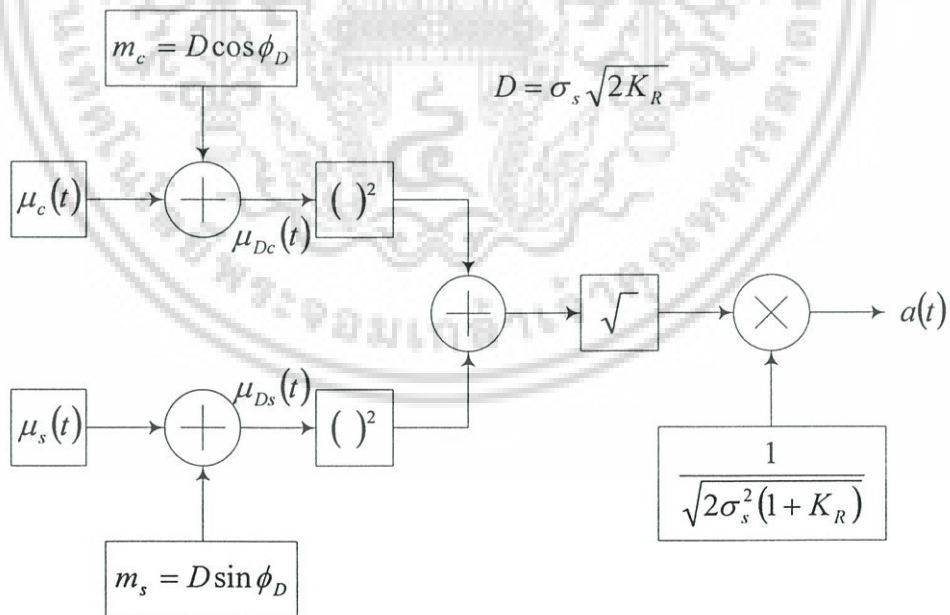 m_c = D cos φ_D
D = σ_s √(2K_R)
μ_c(t)
+
( )²
μ_Dc(t)
+
√
×
a(t)
μ_s(t)
+
μ_Ds(t)
( )²
1 / √(2σ_s²(1 + K_R))
m_s = D sin φ_D